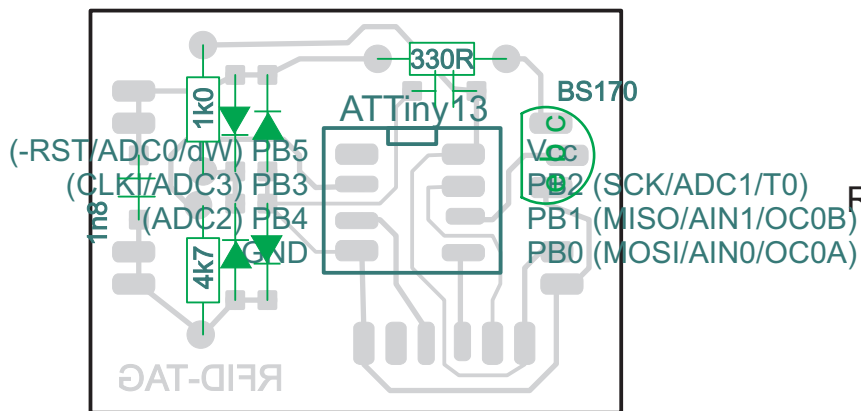 330R
BS170
ATTiny13
1k0
(-RST/ADC0/dW) PB5
Vcc
(CLKI/ADC3) PB3
PB2 (SCK/ADC1/T0)
(ADC2) PB4
PB1 (MISO/AIN1/OC0B)
GND
PB0 (MOSI/AIN0/OC0A)
1n8
4k7
C
R
RFID-TAG